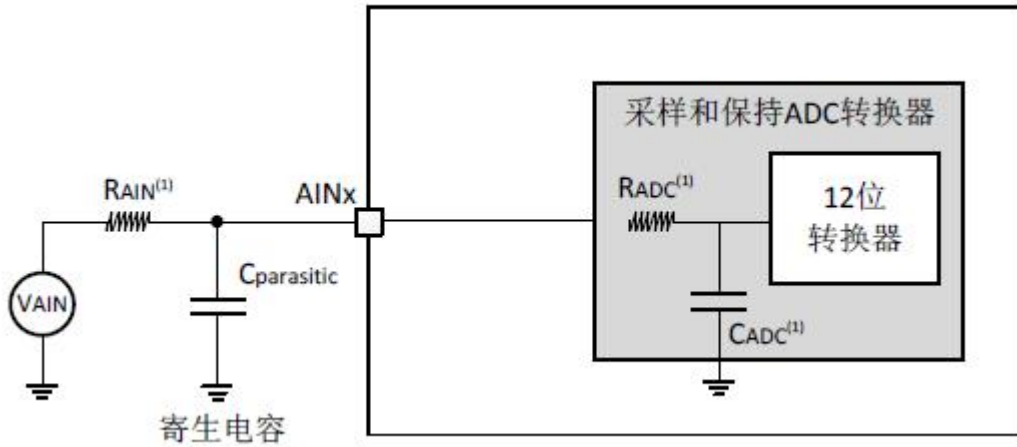 采样和保持ADC转换器
RAIN(1)
AINx
RADC(1)
12位
转换器
VAIN
Cparasitic
CADC(1)
寄生电容